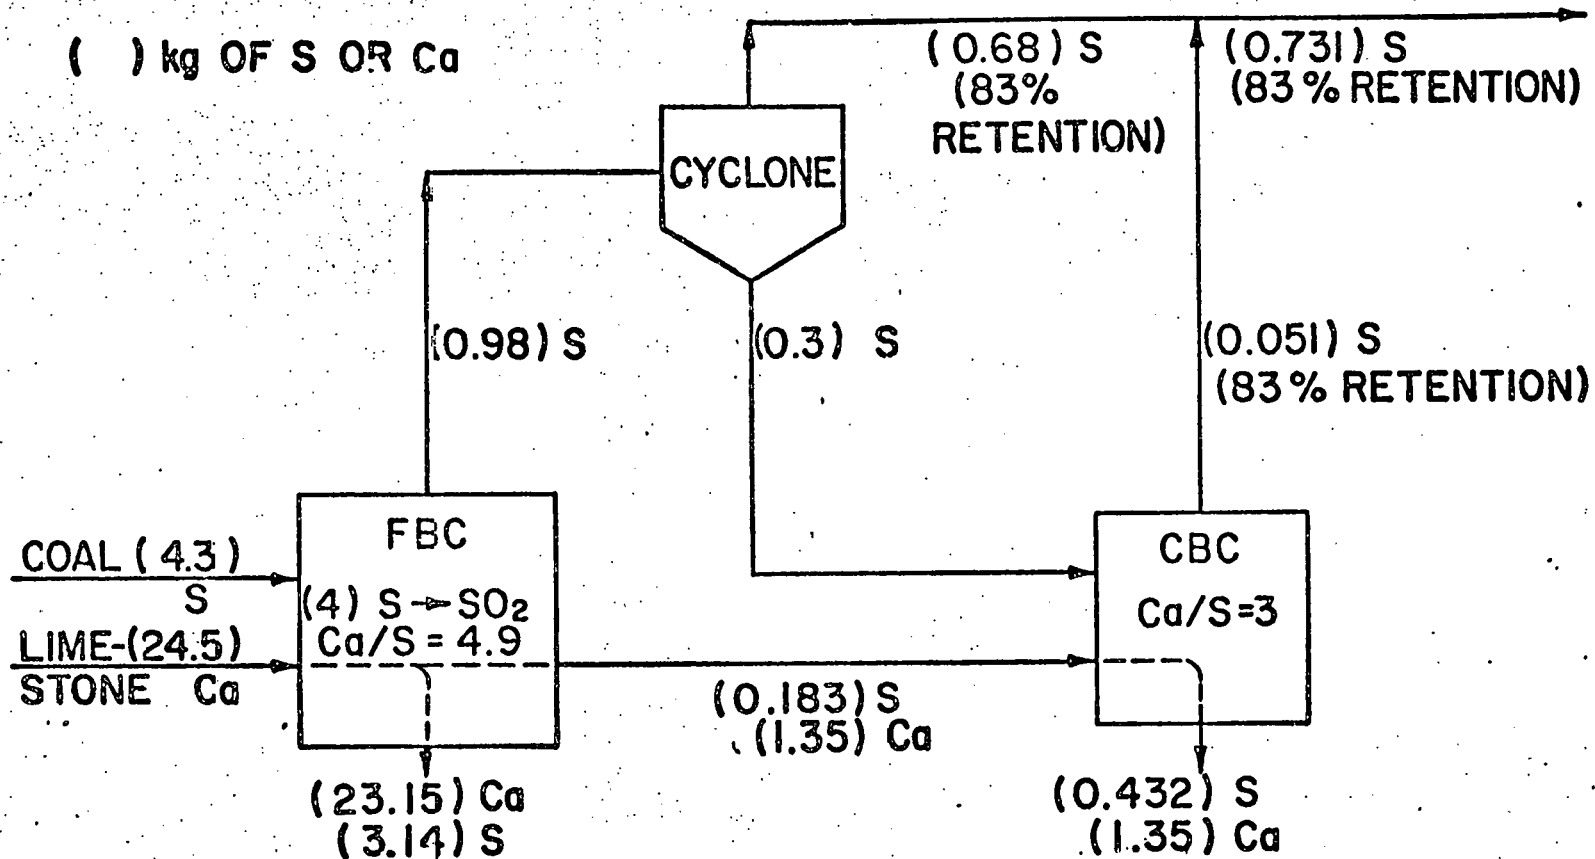 ( ) kg OF S OR Ca
(0.68) S
(83%
RETENTION)
(0.731) S
(83% RETENTION)
CYCLONE
(0.98) S
(0.3) S
(0.051) S
(83% RETENTION)
COAL (4.3)
S
LIME-(24.5)
STONE Ca
FBC
(4) S→SO₂
Ca/S = 4.9
CBC
Ca/S=3
(0.183) S
(1.35) Ca
(23.15) Ca
(3.14) S
(0.432) S
(1.35) Ca